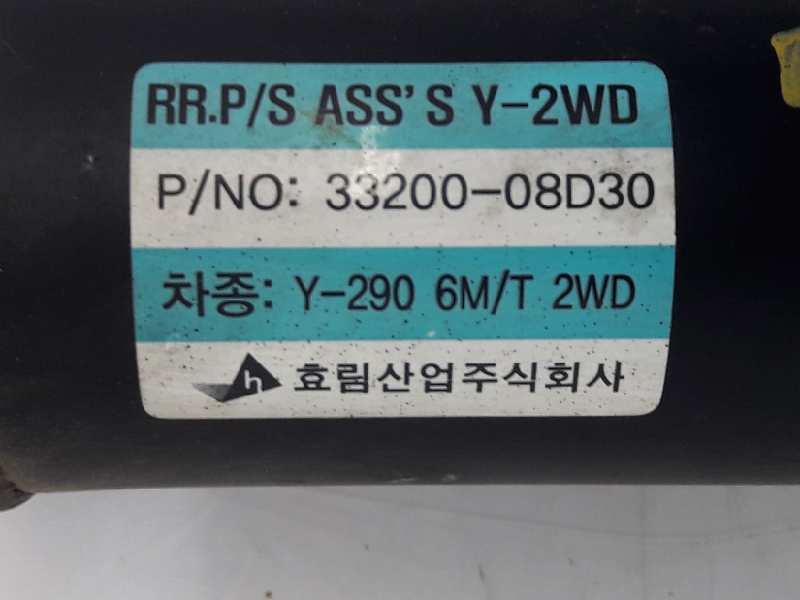 RR.P/S ASS'S Y-2WD
P/NO: 33200-08D30
차종: Y-290 6M/T 2WD
h 효림산업주식회사